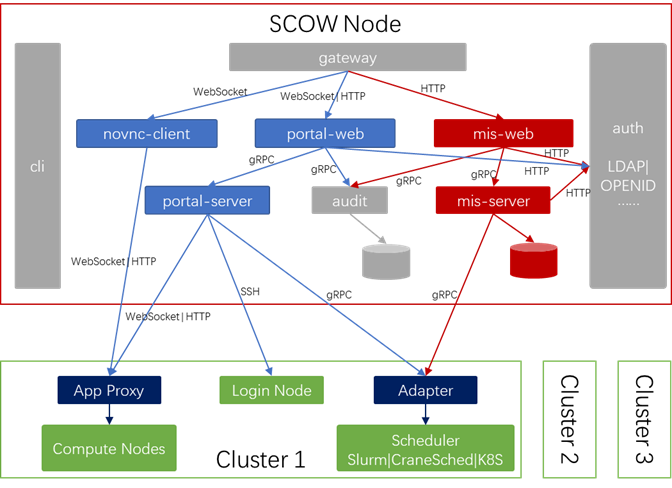 SCOW Node
gateway
WebSocket
WebSocket|HTTP
HTTP
novnc-client
portal-web
mis-web
auth
cli
gRPC
gRPC
gRPC
gRPC
HTTP
HTTP
LDAP|
OPENID
……
portal-server
audit
mis-server
HTTP
WebSocket|HTTP
SSH
gRPC
gRPC
WebSocket|HTTP
App Proxy
Login Node
Adapter
Compute Nodes
Scheduler
Slurm|CraneSched|K8S
Cluster 1
Cluster 2
Cluster 3